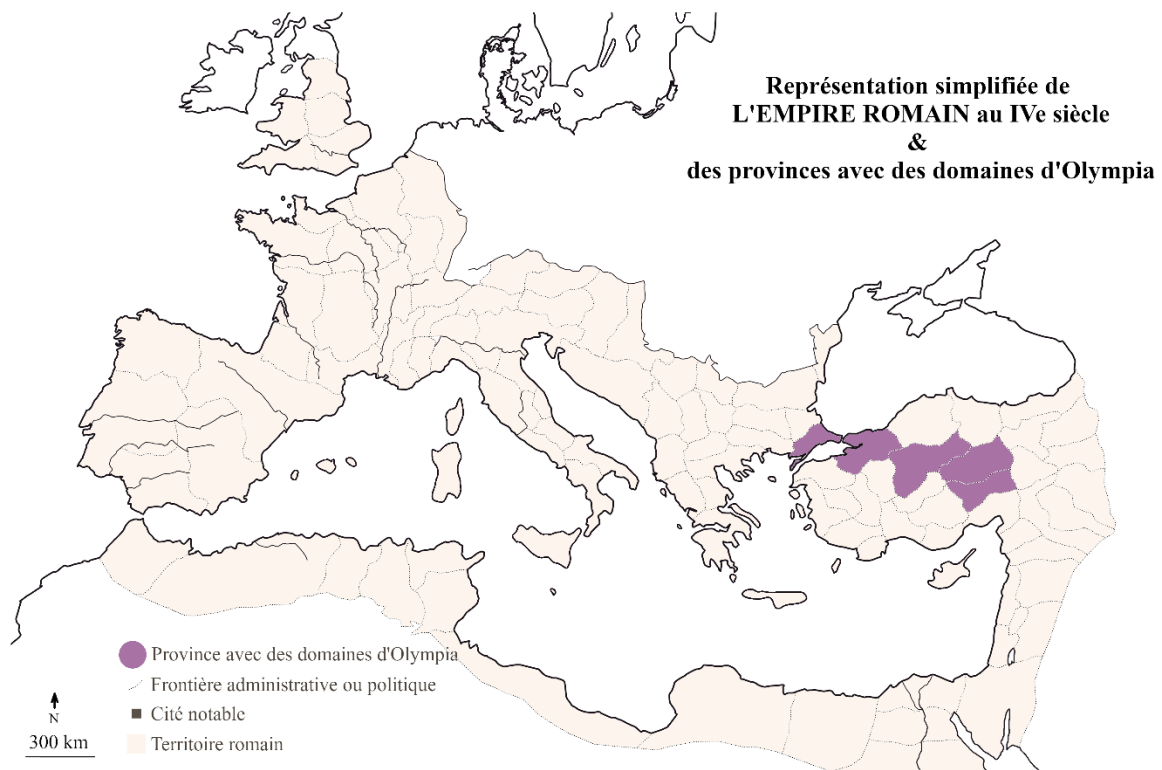 Représentation simplifiée de
L'EMPIRE ROMAIN au IVe siècle
&
des provinces avec des domaines d'Olympia
Province avec des domaines d'Olympia
Frontière administrative ou politique
Cité notable
Territoire romain
N
300 km